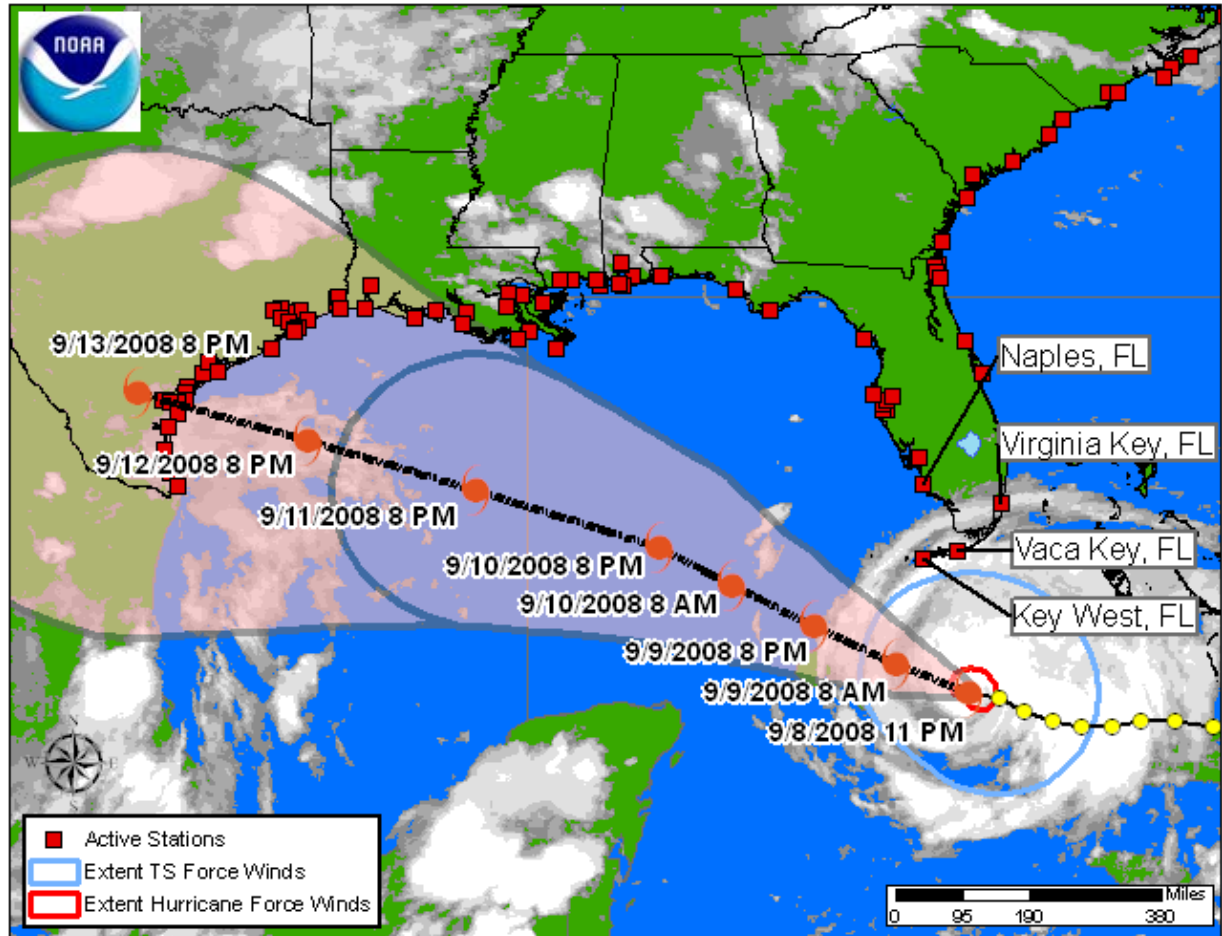 NOAA
9/13/2008 8 PM
Naples, FL
Virginia Key, FL
9/12/2008 8 PM
9/11/2008 8 PM
9/10/2008 8 PM
Vaca Key, FL
9/10/2008 8 AM
Key West, FL
9/9/2008 8 PM
9/9/2008 8 AM
9/8/2008 11 PM
N
W
E
S
Active Stations
Extent TS Force Winds
Extent Hurricane Force Winds
Miles
0 95 190 380